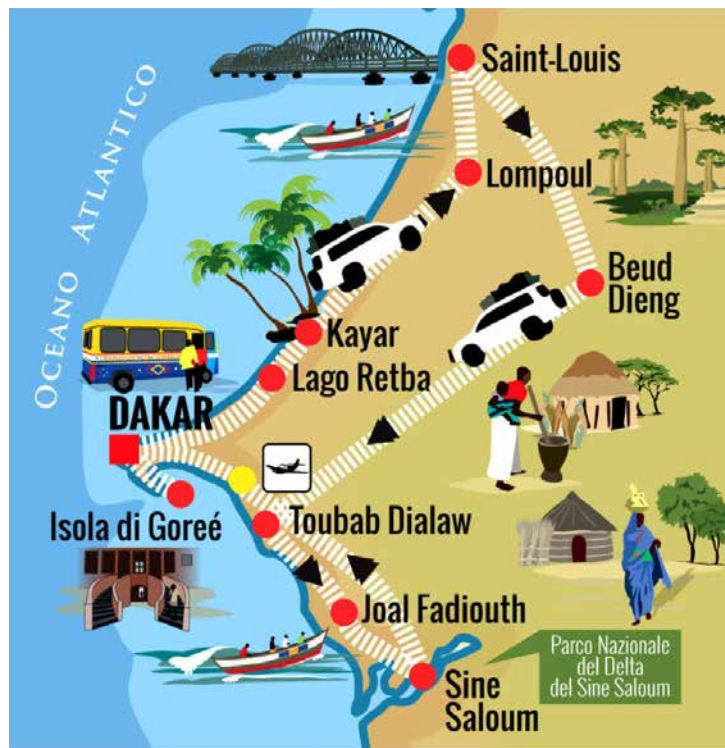 Saint-Louis
OCEANO ATLANTICO
Lompoul
Beud
Dieng
Kayar
Lago Retba
DAKAR
Isola di Goreé
Toubab Dialaw
Joal Fadiouth
Parco Nazionale
del Delta
del Sine Saloum
Sine
Saloum